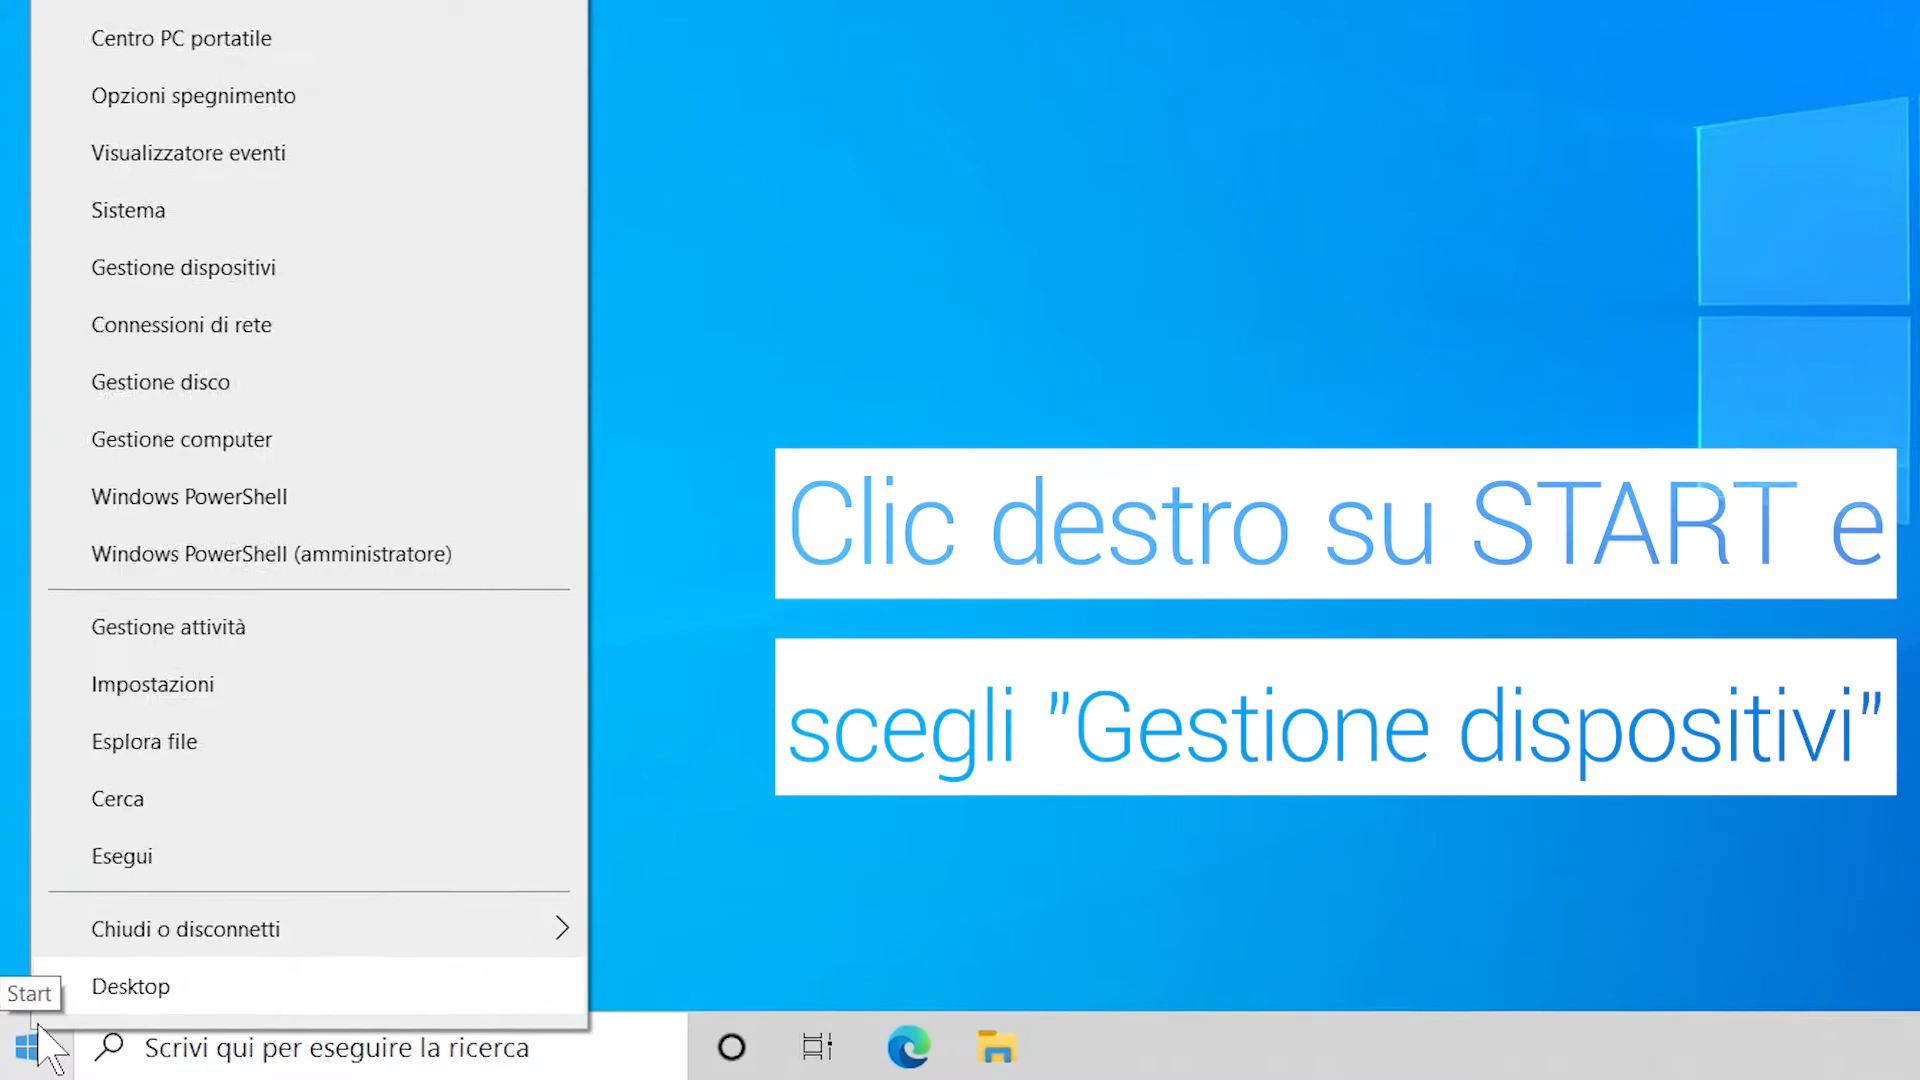 Centro PC portatile
Opzioni spegnimento
Visualizzatore eventi
Sistema
Gestione dispositivi
Connessioni di rete
Gestione disco
Gestione computer
Windows PowerShell
Windows PowerShell (amministratore)
Gestione attività
Impostazioni
Esplora file
Cerca
Esegui
Chiudi o disconnetti
Desktop
Start
Scrivi qui per eseguire la ricerca
Clic destro su START e
scegli "Gestione dispositivi"